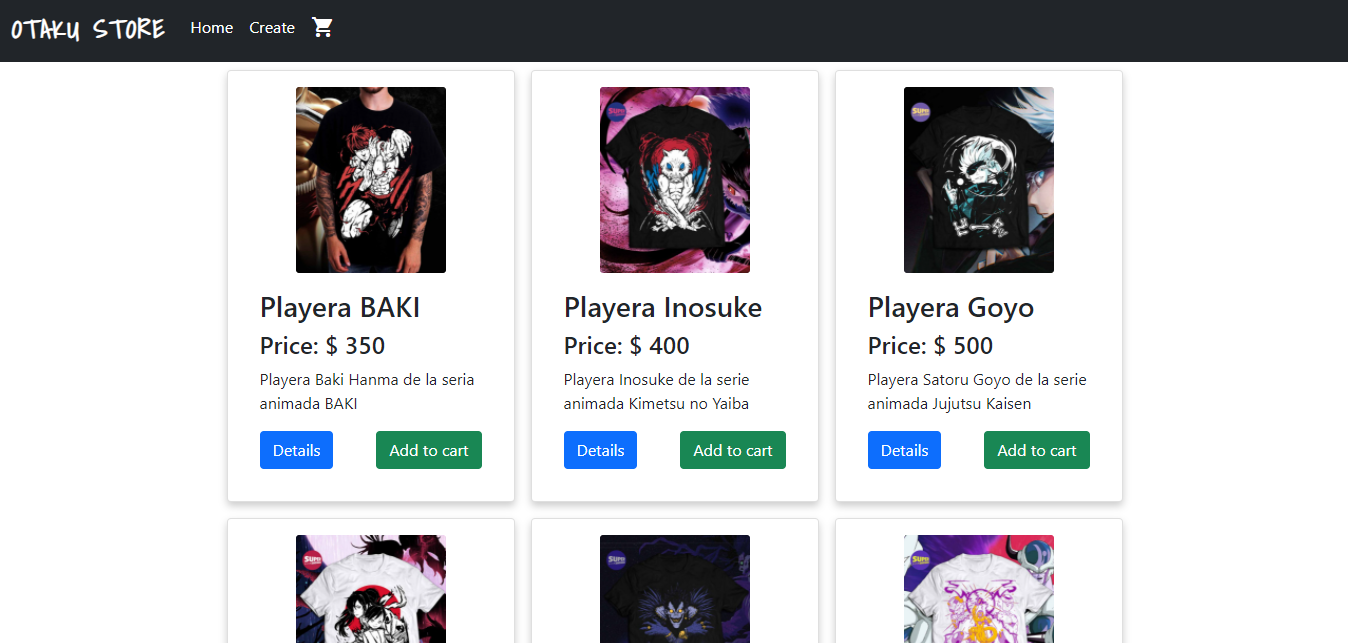 OTAKU STORE Home Create
Playera BAKI
Price: $ 350
Playera Baki Hanma de la seria
animada BAKI
Details Add to cart
Playera Inosuke
Price: $ 400
Playera Inosuke de la serie
animada Kimetsu no Yaiba
Details Add to cart
Playera Goyo
Price: $ 500
Playera Satoru Goyo de la serie
animada Jujutsu Kaisen
Details Add to cart